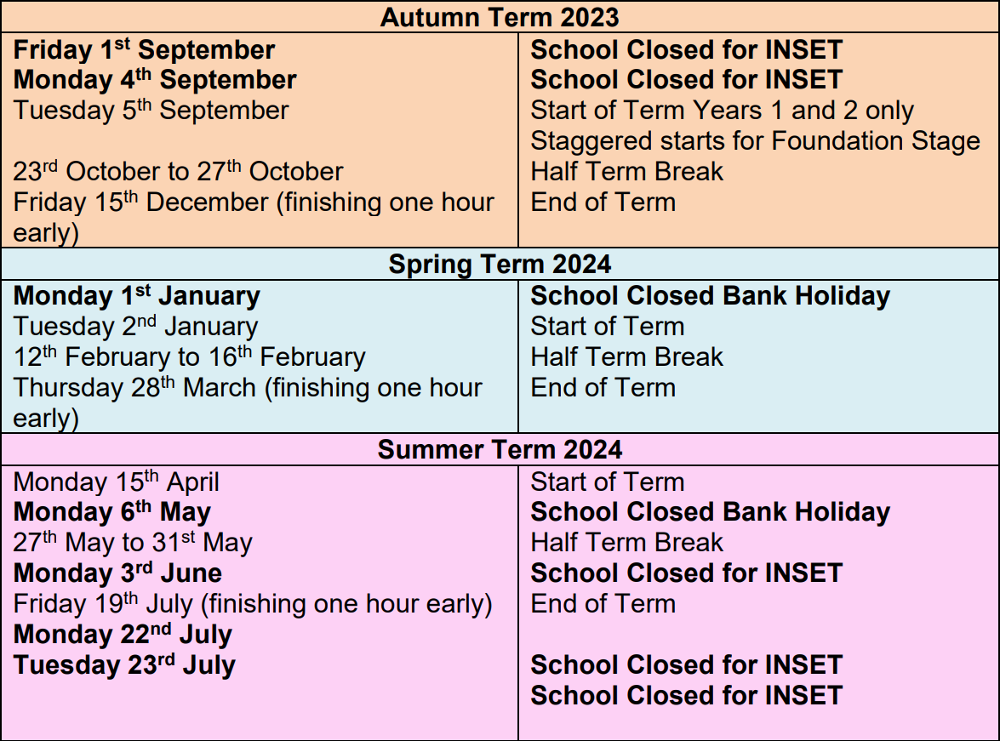 Autumn Term 2023
Friday 1st September School Closed for INSET
Monday 4th September School Closed for INSET
Tuesday 5th September Start of Term Years 1 and 2 only
Staggered starts for Foundation Stage
23rd October to 27th October Half Term Break
Friday 15th December (finishing one hour End of Term
early)
Spring Term 2024
Monday 1st January School Closed Bank Holiday
Tuesday 2nd January Start of Term
12th February to 16th February Half Term Break
Thursday 28th March (finishing one hour End of Term
early)
Summer Term 2024
Monday 15th April Start of Term
Monday 6th May School Closed Bank Holiday
27th May to 31st May Half Term Break
Monday 3rd June School Closed for INSET
Friday 19th July (finishing one hour early) End of Term
Monday 22nd July
Tuesday 23rd July School Closed for INSET
School Closed for INSET